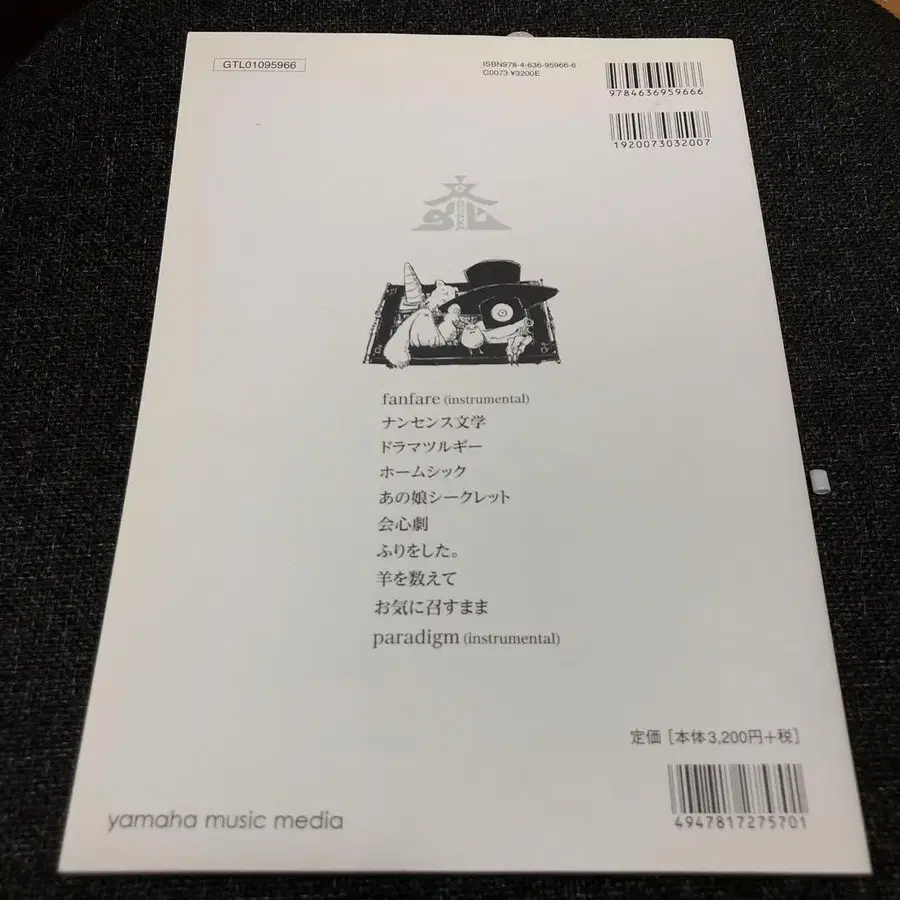 GTL01095966
ISBN978-4-636-95966-6
C0073 ¥3200E
9784636959666
1920073032007
文化
fanfare (instrumental)
ナンセンス文学
ドラマツルギー
ホームシック
あの娘シークレット
会心劇
ふりをした。
羊を数えて
お気に召すまま
paradigm (instrumental)
定価［本体3,200円+税］
yamaha music media
4947817275701